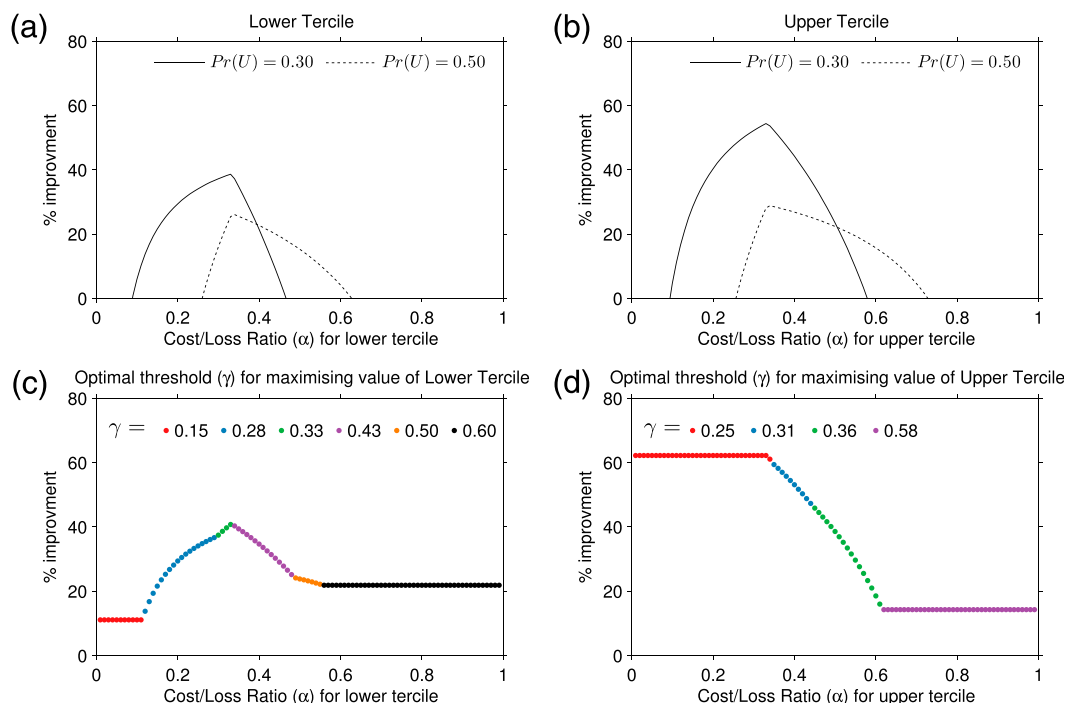 (a)
Lower Tercile
Pr(U) = 0.30
Pr(U) = 0.50
80
60
40
20
0
% improvment
0 0.2 0.4 0.6 0.8 1
Cost/Loss Ratio (α) for lower tercile
(b)
Upper Tercile
Pr(U) = 0.30
Pr(U) = 0.50
80
60
40
20
0
% improvment
0 0.2 0.4 0.6 0.8 1
Cost/Loss Ratio (α) for upper tercile
(c)
Optimal threshold (γ) for maximising value of Lower Tercile
γ = 0.15 0.28 0.33 0.43 0.50 0.60
80
60
40
20
0
% improvment
0 0.2 0.4 0.6 0.8 1
Cost/Loss Ratio (α) for lower tercile
(d)
Optimal threshold (γ) for maximising value of Upper Tercile
γ = 0.25 0.31 0.36 0.58
80
60
40
20
0
% improvment
0 0.2 0.4 0.6 0.8 1
Cost/Loss Ratio (α) for upper tercile